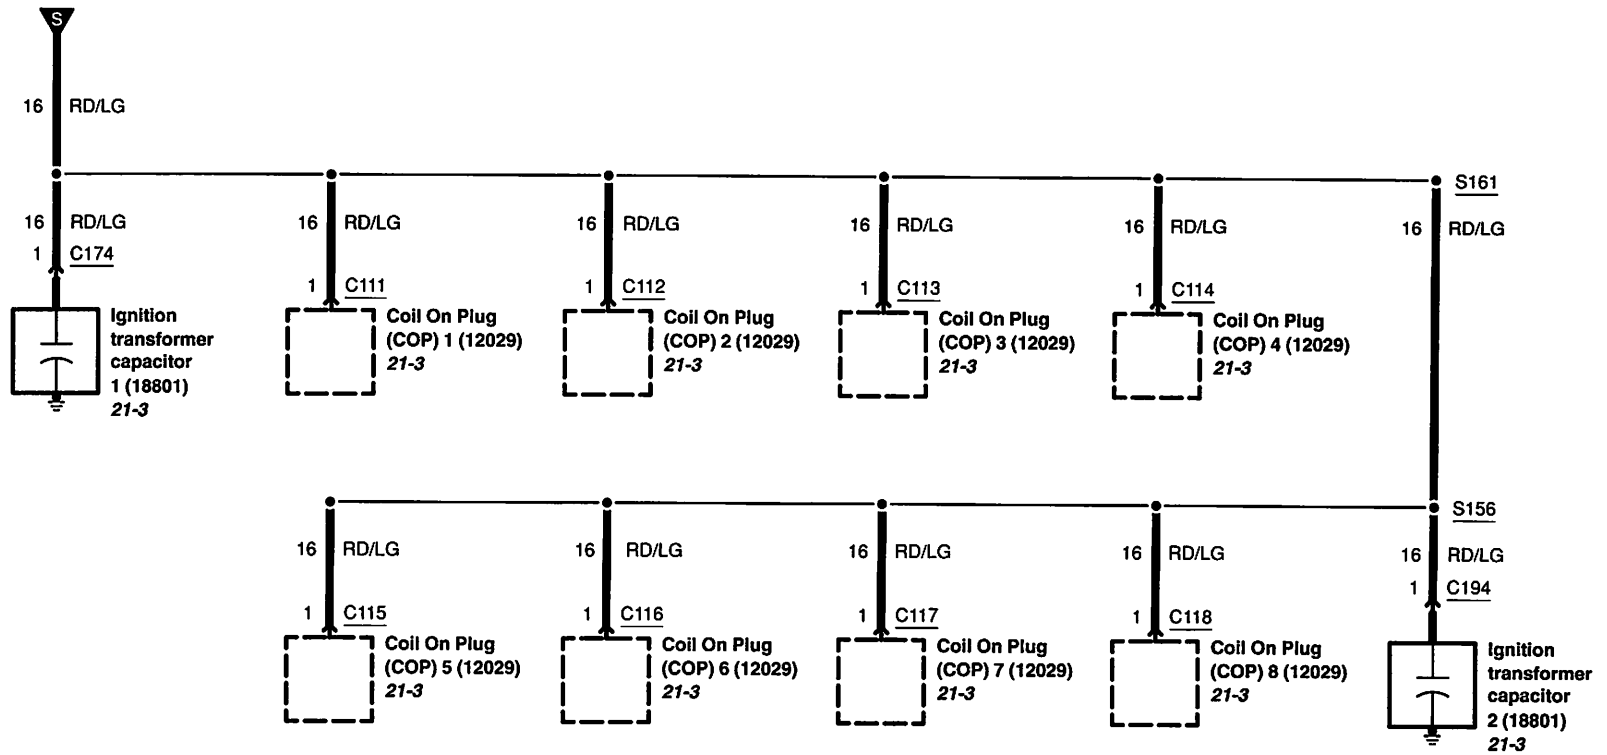 S
16 RD/LG
S161
16 RD/LG
16 RD/LG
16 RD/LG
16 RD/LG
16 RD/LG
16 RD/LG
1 C174
1 C111
1 C112
1 C113
1 C114
Ignition
transformer
capacitor
1 (18801)
21-3
Coil On Plug
(COP) 1 (12029)
21-3
Coil On Plug
(COP) 2 (12029)
21-3
Coil On Plug
(COP) 3 (12029)
21-3
Coil On Plug
(COP) 4 (12029)
21-3
S156
16 RD/LG
16 RD/LG
16 RD/LG
16 RD/LG
16 RD/LG
1 C115
1 C116
1 C117
1 C118
1 C194
Coil On Plug
(COP) 5 (12029)
21-3
Coil On Plug
(COP) 6 (12029)
21-3
Coil On Plug
(COP) 7 (12029)
21-3
Coil On Plug
(COP) 8 (12029)
21-3
Ignition
transformer
capacitor
2 (18801)
21-3